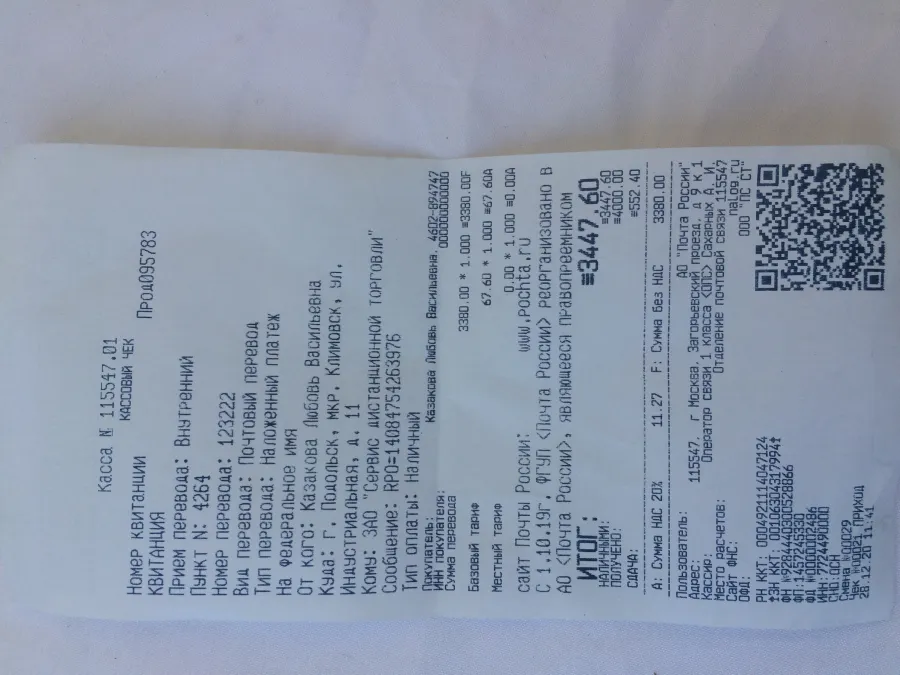 Касса № 115547.01
КАССОВЫЙ ЧЕК
Номер квитанции Прод095783
КВИТАНЦИЯ
Прием перевода: Внутренний
Пункт N: 4264
Номер перевода: 123222
Вид перевода: Почтовый перевод
Тип перевода: Наложенный платеж
На федеральное имя
От кого: Казакова Любовь Васильевна
Куда: г. Подольск, мкр. Климовск, ул.
Индустриальная, д. 11
Кому: ЗАО "Сервис дистанционной торговли"
Сообщение: RPO=14084754263976
Тип оплаты: Наличный
Покупатель: Казакова Любовь Васильевна, 4602-894747
ИНН покупателя: 000000000000
Сумма перевода
3380.00 * 1.000 ≡3380.00F
Базовый тариф
67.60 * 1.000 ≡67.60A
Местный тариф
0.00 * 1.000 ≡0.00A
сайт Почты России: www.pochta.ru
С 1.10.19г. ФГУП <Почта России> реорганизовано в
АО <Почта России>, являющееся правопреемником
ИТОГ: ≡3447.60
НАЛИЧНЫМИ: ≡3447.60
ПОЛУЧЕНО: ≡4000.00
СДАЧА: ≡552.40
А: Сумма НДС 20% 11.27 F: Сумма без НДС 3380.00
Пользователь: АО "Почта России"
Адрес: 115547, г Москва, Загорьевский проезд, д 9 к 1
Кассир: Оператор связи 1 класса <ОПС> Сахарных А. И.
Место расчетов: Отделение почтовой связи 115547
Сайт ФНС: nalog.ru
ОФД: ООО "ПС СТ"
РН ККТ: 0004921114047124
ЗН ККТ: 00106304317994
ФН №9289440300528866
ФП: 4572453331
ФД №0000002486
ИНН: 7724490000
СНО: ОСН
Смена №00029
Чек №0021 ПРИХОД
28.12.20 11:41